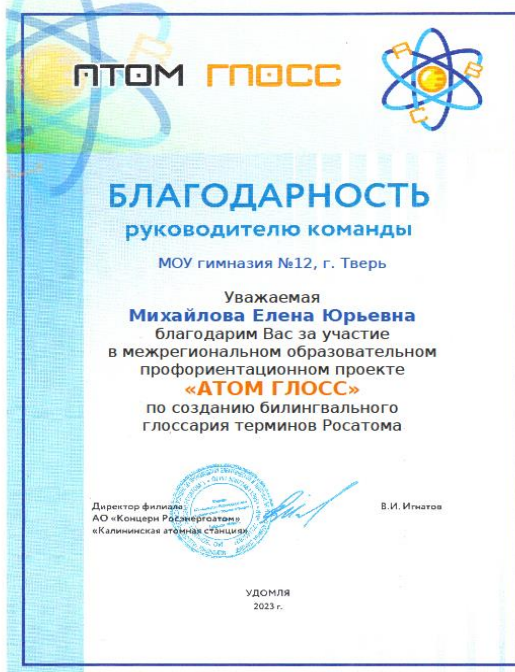 АТОМ ГЛОСС
БЛАГОДАРНОСТЬ
руководителю команды
МОУ гимназия №12, г. Тверь
Уважаемая
Михайлова Елена Юрьевна
благодарим Вас за участие
в межрегиональном образовательном
профориентационном проекте
«АТОМ ГЛОСС»
по созданию билингвального
глоссария терминов Росатома
Директор филиала
АО «Концерн Росэнергоатом»
«Калининская атомная станция»
В.И. Игнатов
УДОМЛЯ
2023 г.